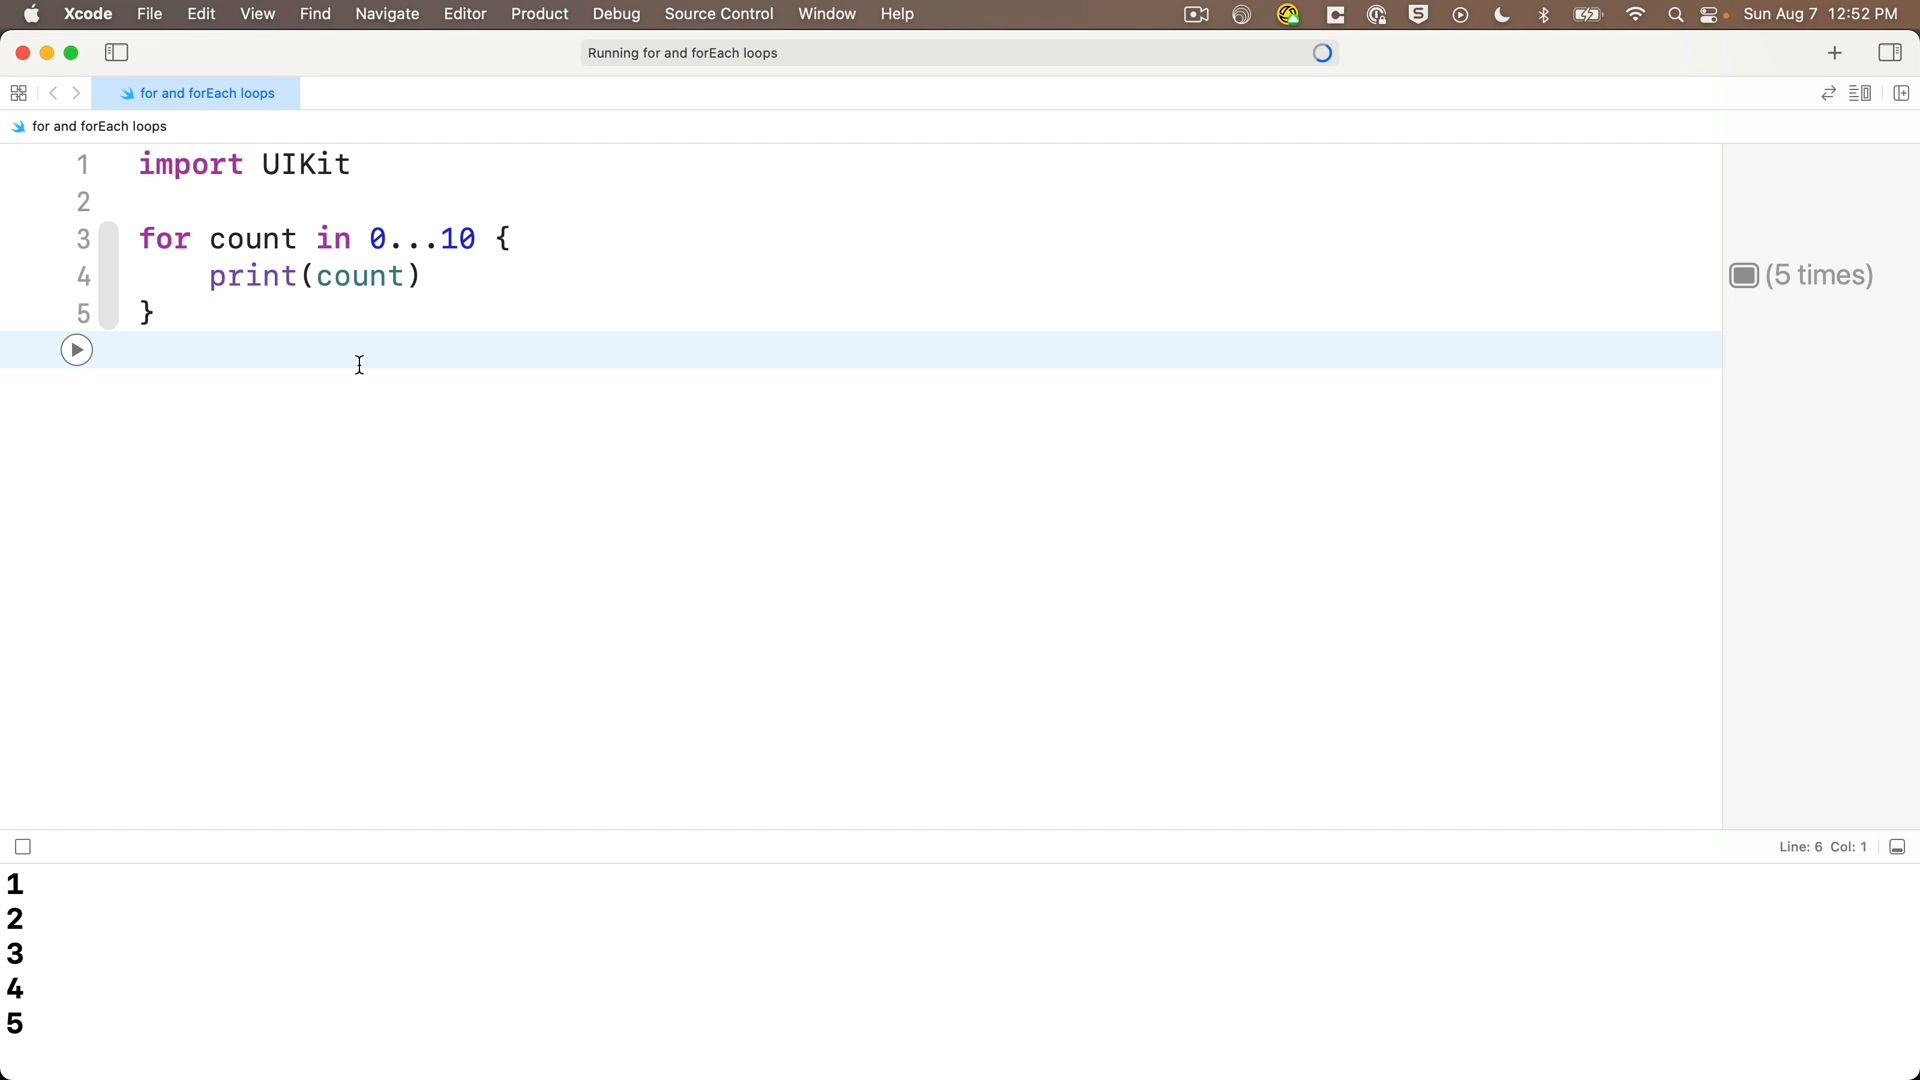 Xcode File Edit View Find Navigate Editor Product Debug Source Control Window Help Sun Aug 7 12:52 PM
Running for and forEach loops
for and forEach loops
for and forEach loops
1 import UIKit
2
3 for count in 0...10 {
4 print(count) (5 times)
5 }
Line: 6 Col: 1
1
2
3
4
5